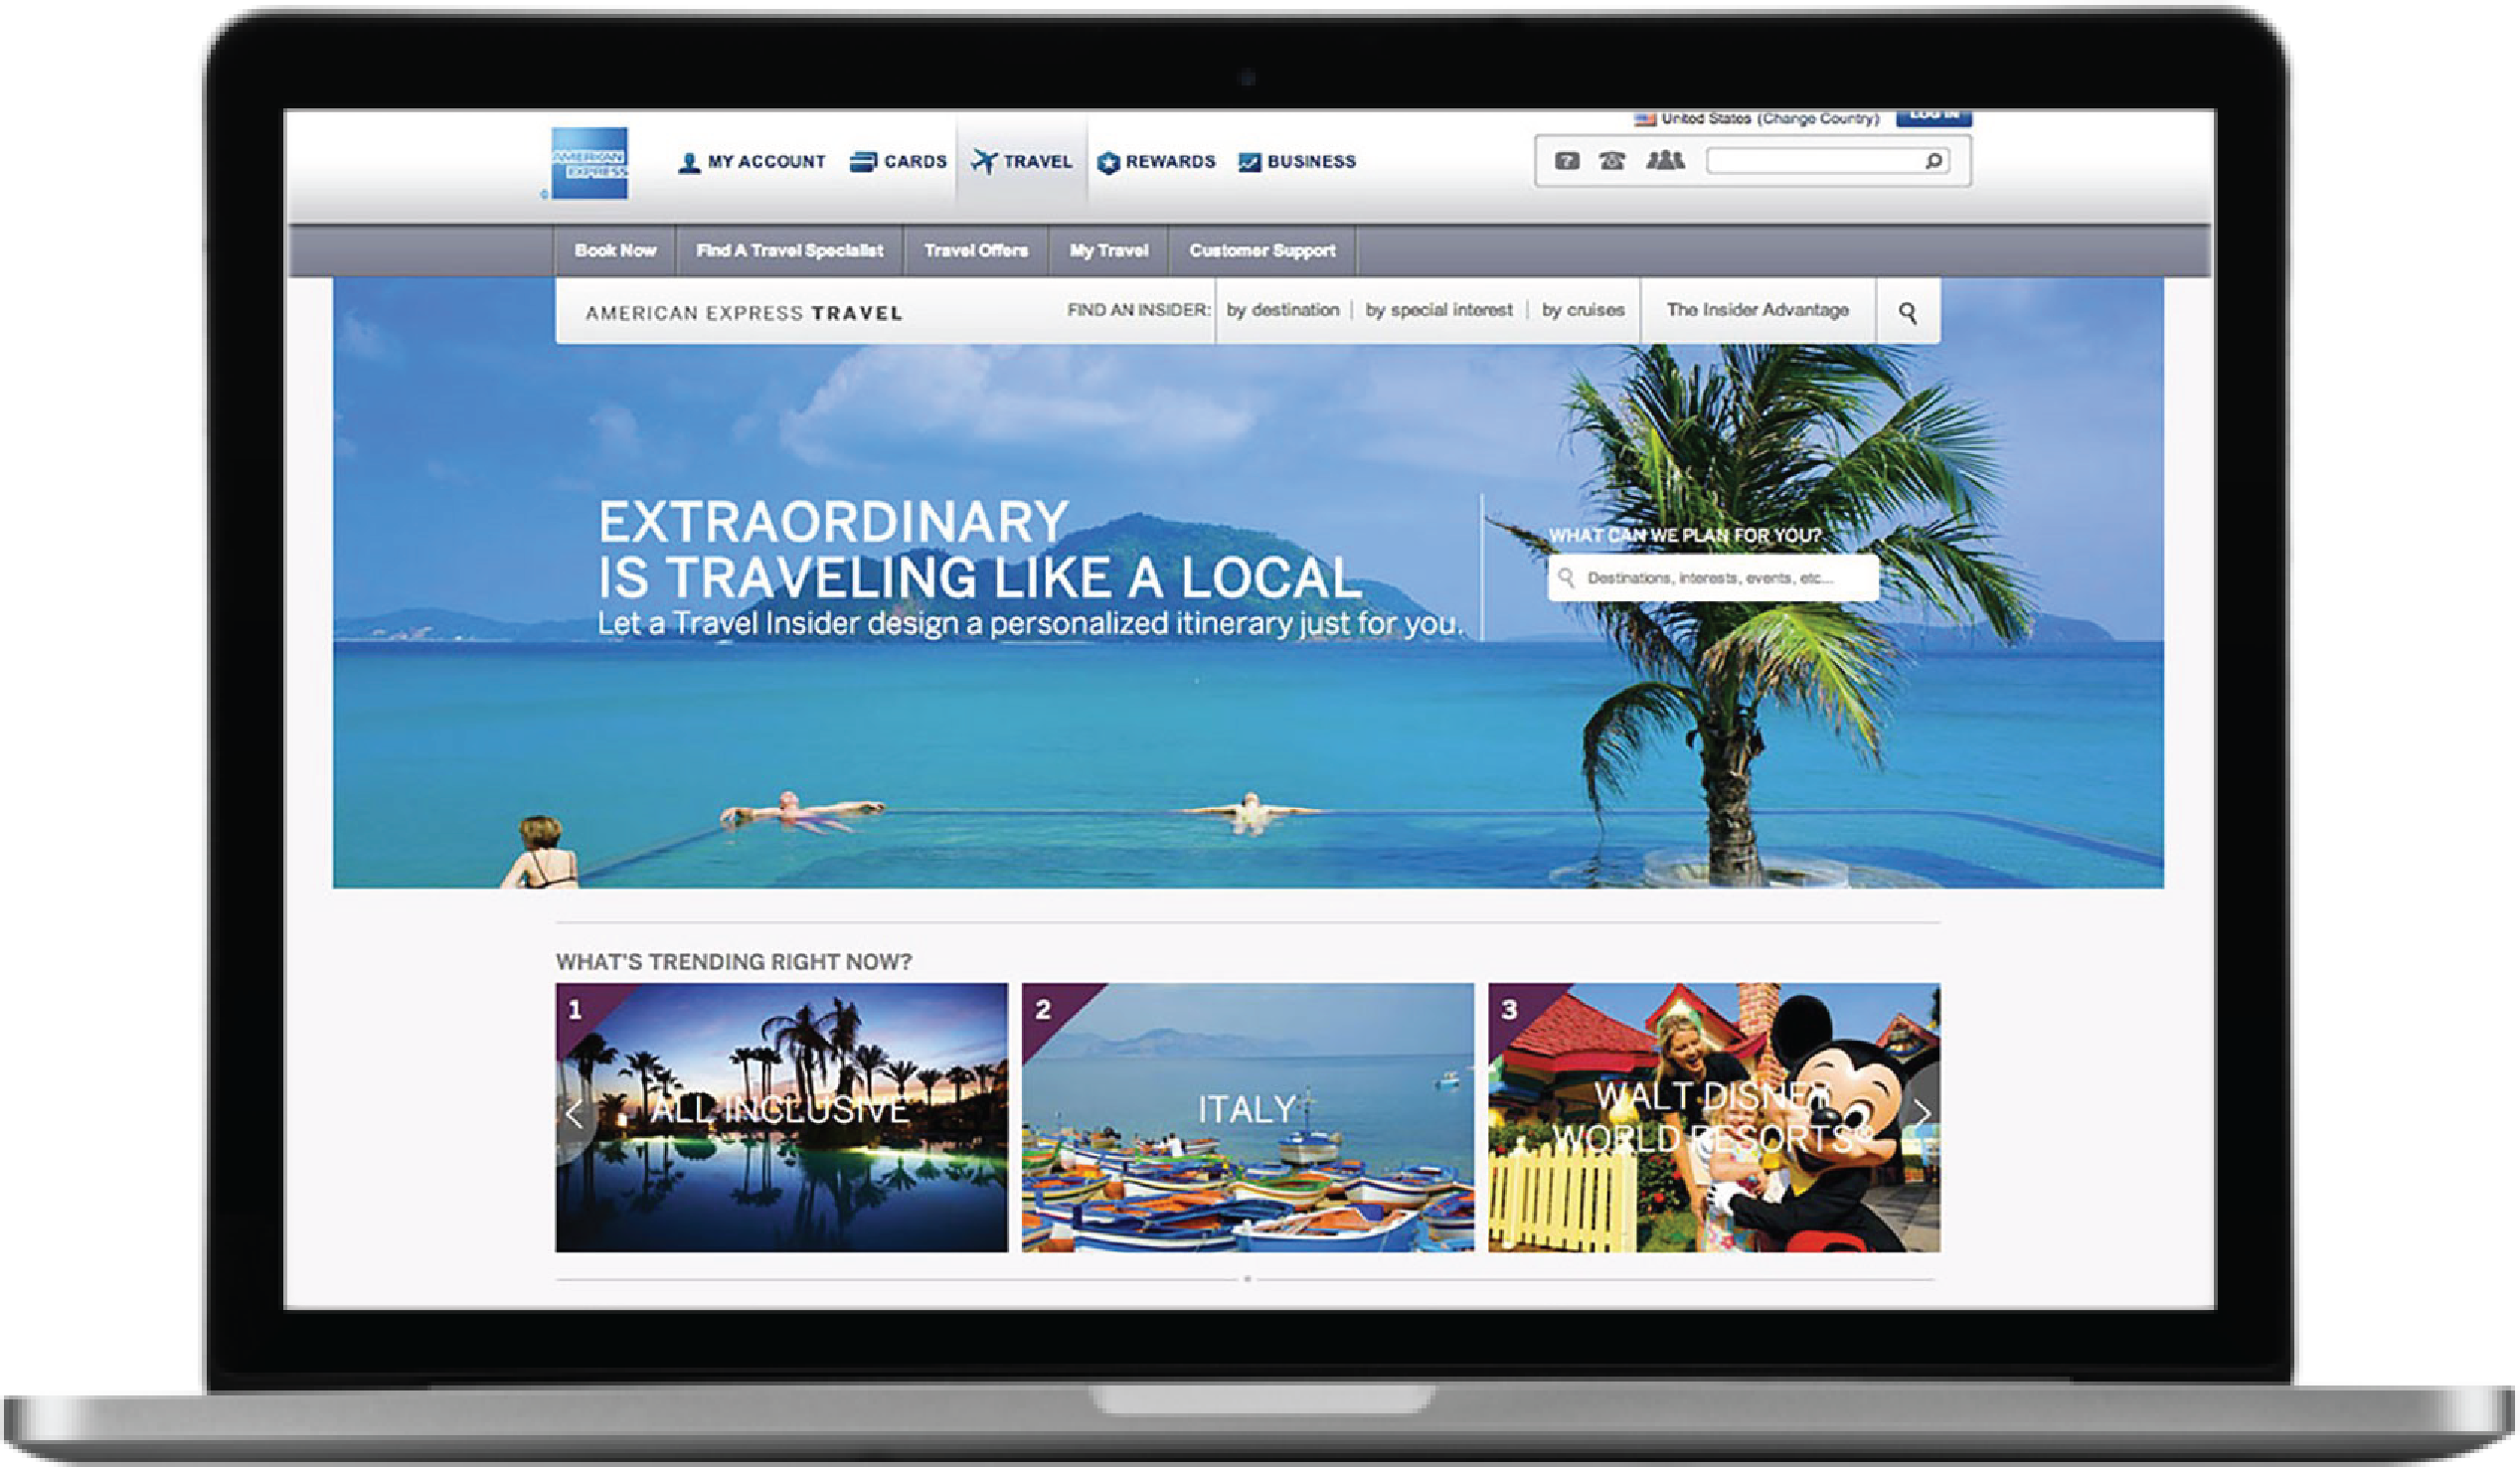 United States (Change Country)
LOG IN
AMERICAN
EXPRESS
®
MY ACCOUNT
CARDS
TRAVEL
REWARDS
BUSINESS
?
Book Now
Find A Travel Specialist
Travel Offers
My Travel
Customer Support
AMERICAN EXPRESS TRAVEL
FIND AN INSIDER:
by destination
by special interest
by cruises
The Insider Advantage
EXTRAORDINARY
IS TRAVELING LIKE A LOCAL
Let a Travel Insider design a personalized itinerary just for you.
WHAT CAN WE PLAN FOR YOU?
Destinations, interests, events, etc...
WHAT'S TRENDING RIGHT NOW?
1
ALL INCLUSIVE
2
ITALY
3
WALT DISNEY
WORLD RESORTS®